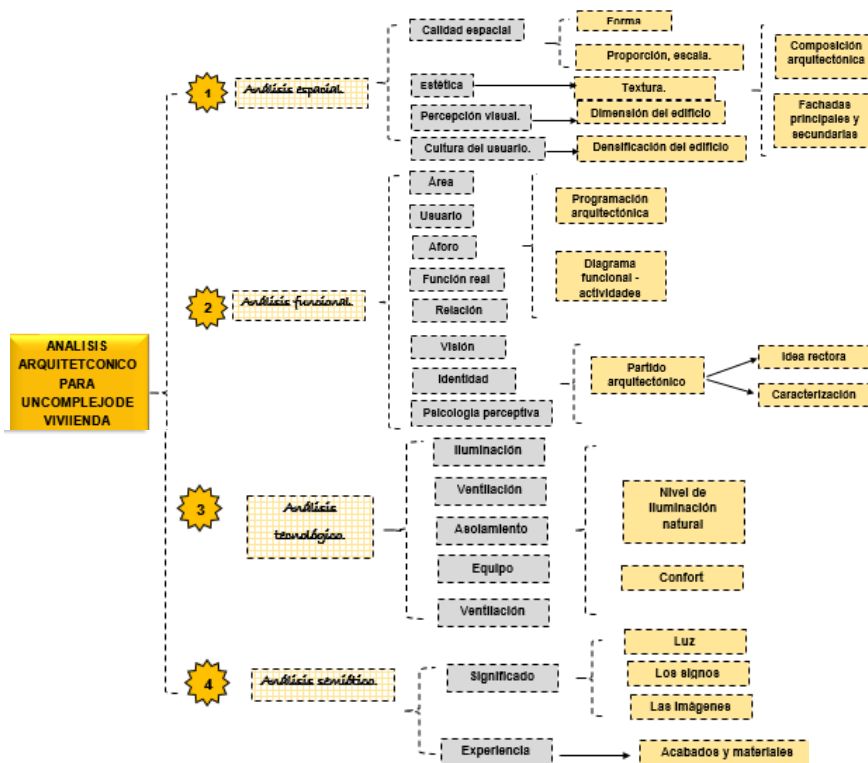 ANALISIS
ARQUITETCONICO
PARA
UNCOMPLEJODE
VIVIIENDA
1
Análisis espacial.
Calidad espacial
Forma
Proporción, escala.
Estética
Textura.
Percepción visual.
Dimensión del edificio
Cultura del usuario.
Densificación del edificio
Composición
arquitectónica
Fachadas
principales y
secundarias
2
Análisis funcional.
Área
Usuario
Aforo
Función real
Relación
Programación
arquitectónica
Diagrama
funcional -
actividades
Visión
Identidad
Psicología perceptiva
Partido
arquitectónico
Idea rectora
Caracterización
3
Análisis
tecnológico.
Iluminación
Ventilación
Asolamiento
Equipo
Ventilación
Nivel de
iluminación
natural
Confort
4
Análisis semiótico.
Significado
Luz
Los signos
Las imágenes
Experiencia
Acabados y materiales